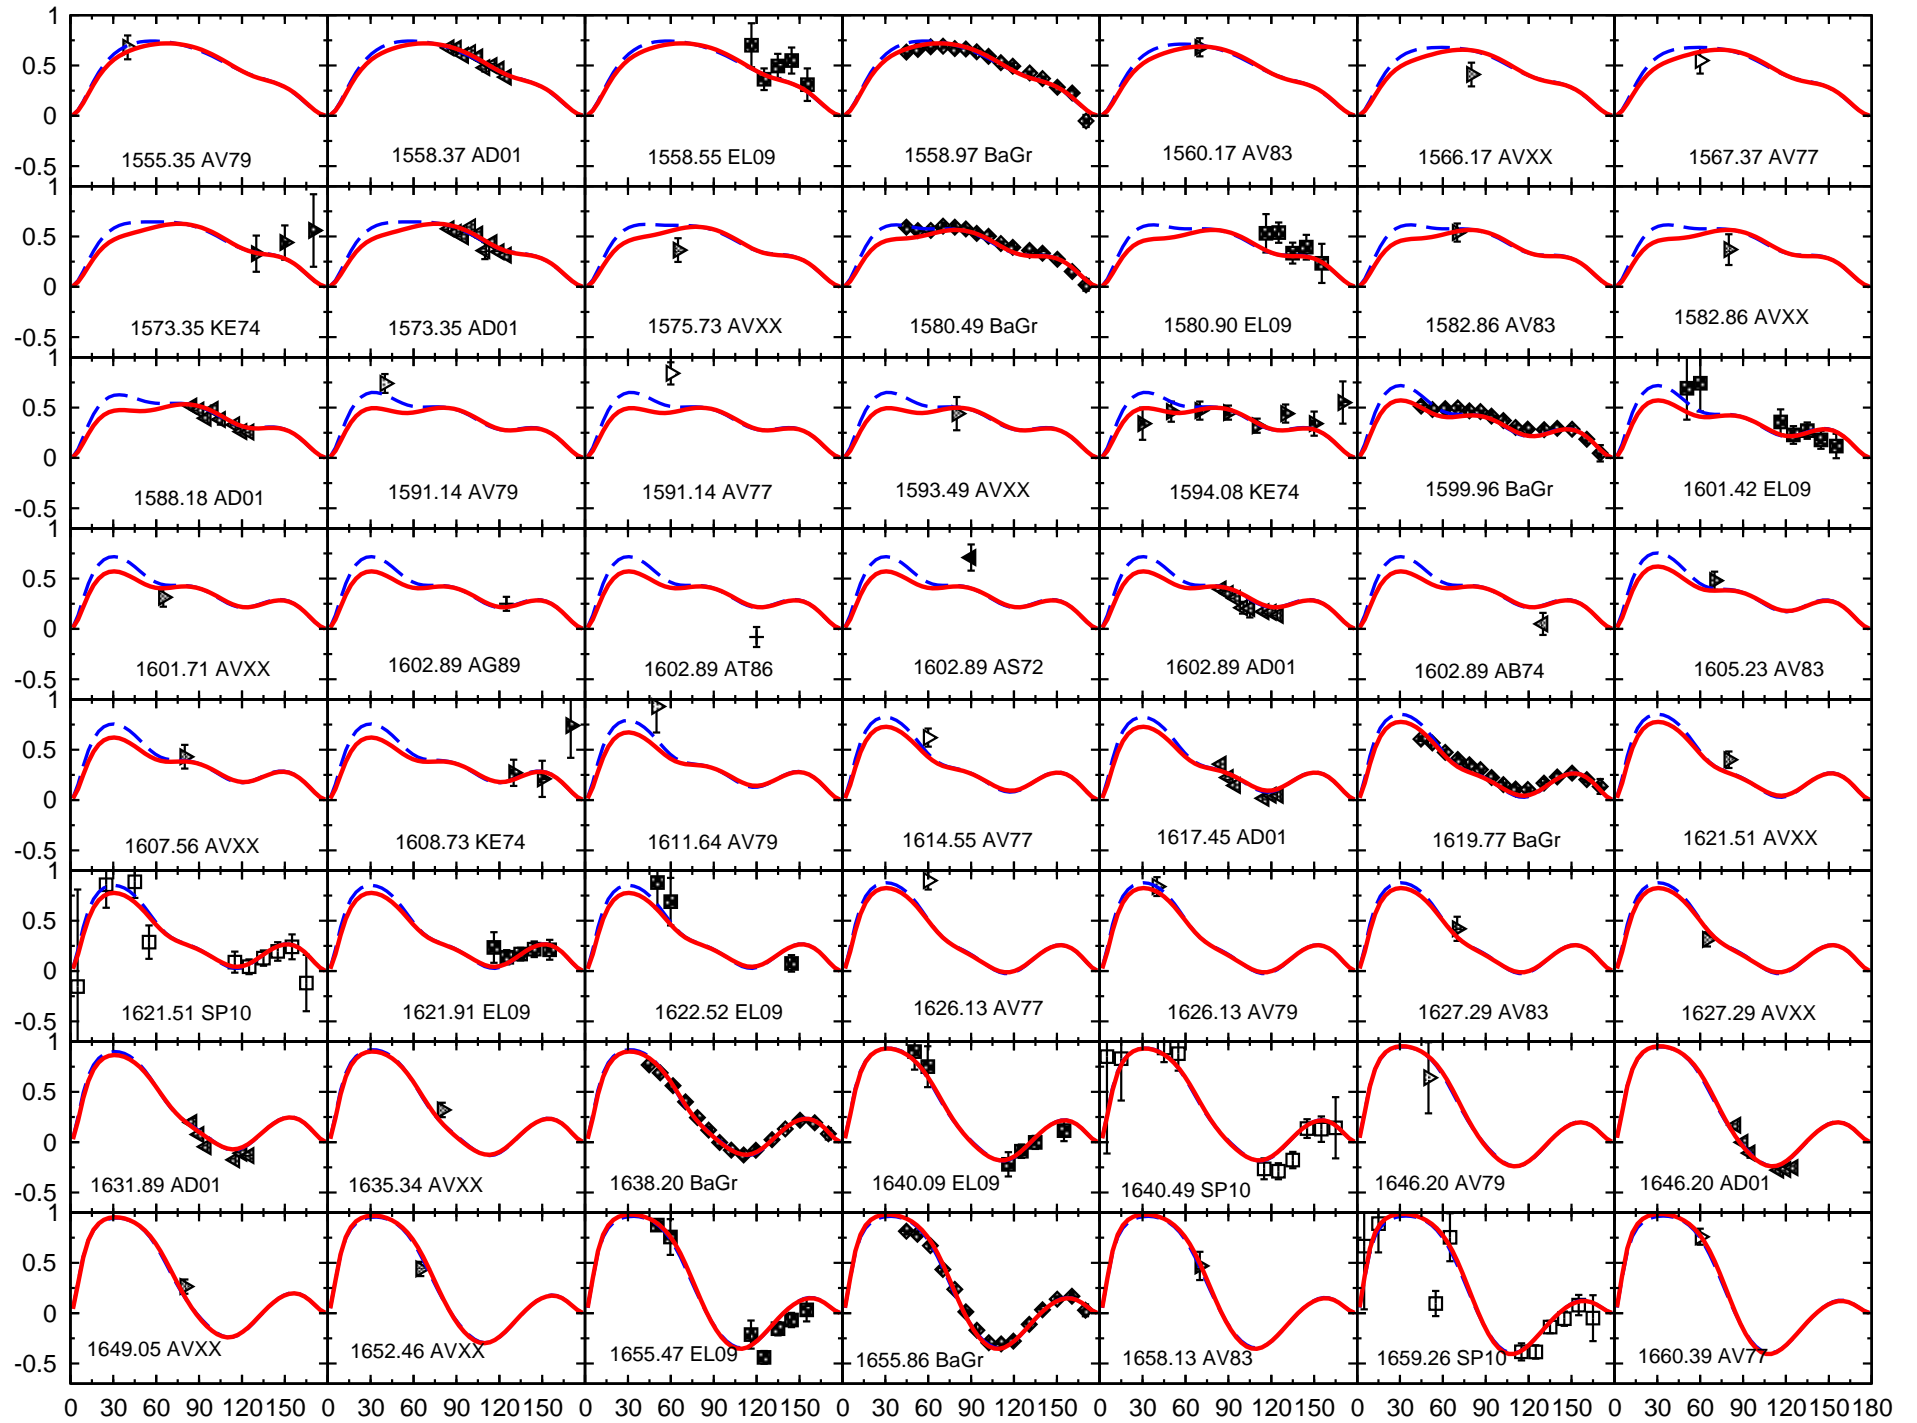 1
0.5
0
-0.5
1555.35 AV79
1558.37 AD01
1558.55 EL09
1558.97 BaGr
1560.17 AV83
1566.17 AVXX
1567.37 AV77
1
0.5
0
-0.5
1573.35 KE74
1573.35 AD01
1575.73 AVXX
1580.49 BaGr
1580.90 EL09
1582.86 AV83
1582.86 AVXX
1
0.5
0
-0.5
1588.18 AD01
1591.14 AV79
1591.14 AV77
1593.49 AVXX
1594.08 KE74
1599.96 BaGr
1601.42 EL09
1
0.5
0
-0.5
1601.71 AVXX
1602.89 AG89
1602.89 AT86
1602.89 AS72
1602.89 AD01
1602.89 AB74
1605.23 AV83
1
0.5
0
-0.5
1607.56 AVXX
1608.73 KE74
1611.64 AV79
1614.55 AV77
1617.45 AD01
1619.77 BaGr
1621.51 AVXX
1
0.5
0
-0.5
1621.51 SP10
1621.91 EL09
1622.52 EL09
1626.13 AV77
1626.13 AV79
1627.29 AV83
1627.29 AVXX
1
0.5
0
-0.5
1631.89 AD01
1635.34 AVXX
1638.20 BaGr
1640.09 EL09
1640.49 SP10
1646.20 AV79
1646.20 AD01
1
0.5
0
-0.5
1649.05 AVXX
1652.46 AVXX
1655.47 EL09
1655.86 BaGr
1658.13 AV83
1659.26 SP10
1660.39 AV77
0 30 60 90 120 150 0 30 60 90 120 150 0 30 60 90 120 150 0 30 60 90 120 150 0 30 60 90 120 150 0 30 60 90 120 150 0 30 60 90 120 150 180